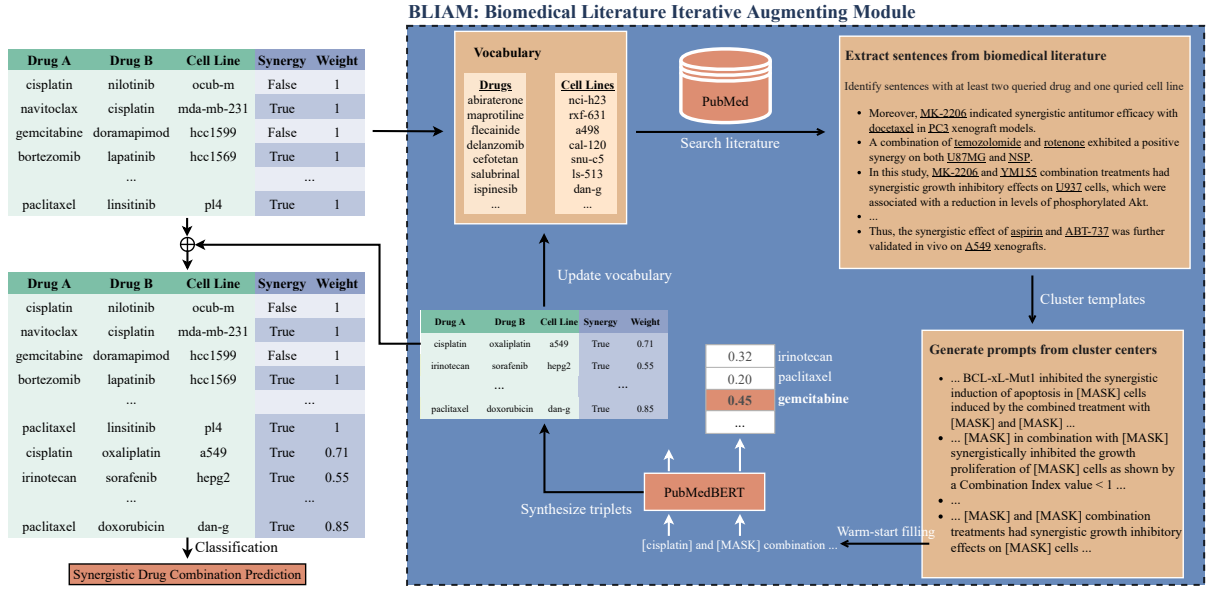 BLIAM: Biomedical Literature Iterative Augmenting Module
Drug A Drug B Cell Line Synergy Weight
cisplatin nilotinib ocub-m False 1
navitoclax cisplatin mda-mb-231 True 1
gemcitabine doramapimod hcc1599 True 1
bortezomib lapatinib hcc1569 True 1
... ...
paclitaxel linsitinib pl4 True 1
Drug A Drug B Cell Line Synergy Weight
cisplatin nilotinib ocub-m False 1
navitoclax cisplatin mda-mb-231 True 1
gemcitabine doramapimod hcc1599 False 1
bortezomib lapatinib hcc1569 True 1
... ...
paclitaxel linsitinib pl4 True 1
cisplatin oxaliplatin a549 True 0.71
irinotecan sorafenib hepg2 True 0.55
... ...
paclitaxel doxorubicin dan-g True 0.85
Classification
Synergistic Drug Combination Prediction
Vocabulary
Drugs
abiraterone
maprotiline
flecainide
delanzomib
cefotetan
salubrinal
ispinesib
...
Cell Lines
nci-h23
rxf-631
a498
cal-120
snu-c5
ls-513
dan-g
...
PubMed
Search literature
Extract sentences from biomedical literature
Identify sentences with at least two queried drug and one quried cell line
• Moreover, MK-2206 indicated synergistic antitumor efficacy with
docetaxel in PC3 xenograft models.
• A combination of temozolomide and rotenone exhibited a positive
synergy on both U87MG and NSP.
• In this study, MK-2206 and YM155 combination treatments had
synergistic growth inhibitory effects on U937 cells, which were
associated with a reduction in levels of phosphorylated Akt.
• ...
• Thus, the synergistic effect of aspirin and ABT-737 was further
validated in vivo on A549 xenografts.
Cluster templates
Generate prompts from cluster centers
• ... BCL-xL-Mut1 inhibited the synergistic
induction of apoptosis in [MASK] cells
induced by the combined treatment with
[MASK] and [MASK] ...
• ... [MASK] in combination with [MASK]
synergistically inhibited the growth
proliferation of [MASK] cells as shown by
a Combination Index value < 1 ...
• ...
• ... [MASK] and [MASK] combination
treatments had synergistic growth inhibitory
effects on [MASK] cells ...
Warm-start filling
[cisplatin] and [MASK] combination ...
PubMedBERT
0.32 irinotecan
0.20 paclitaxel
0.45 gemcitabine
...
Synthesize triplets
Drug A Drug B Cell Line Synergy Weight
cisplatin oxaliplatin a549 True 0.71
irinotecan sorafenib hepg2 True 0.55
... ...
paclitaxel doxorubicin dan-g True 0.85
Update vocabulary